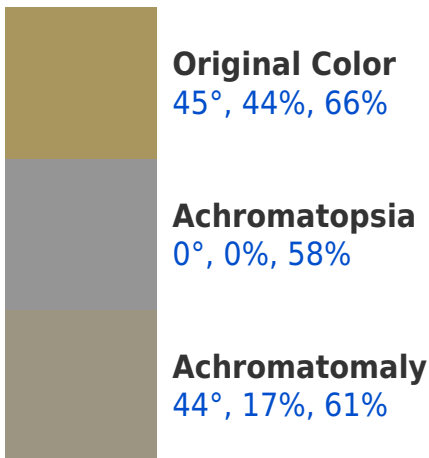 Original Color
45°, 44%, 66%
Achromatopsia
0°, 0%, 58%
Achromatomaly
44°, 17%, 61%